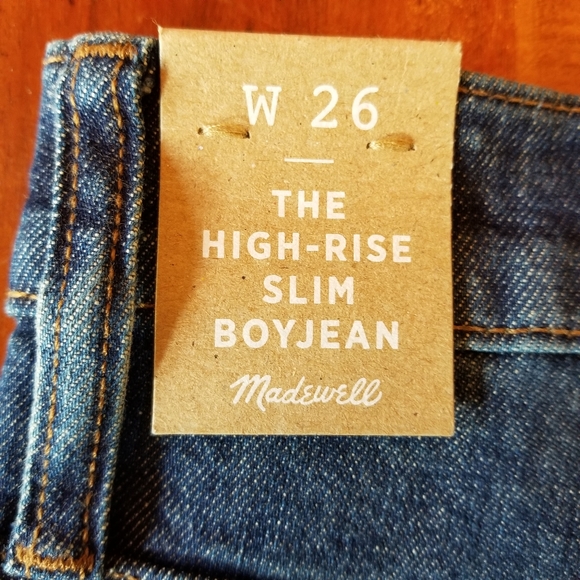 W 26
THE
HIGH-RISE
SLIM
BOYJEAN
Madewell